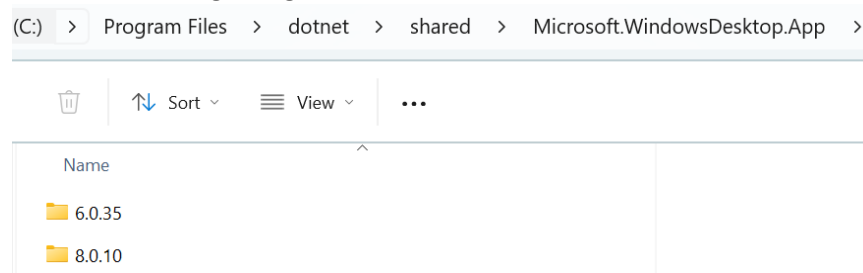 (C:) > Program Files > dotnet > shared > Microsoft.WindowsDesktop.App >
Sort View •••
Name
6.0.35
8.0.10